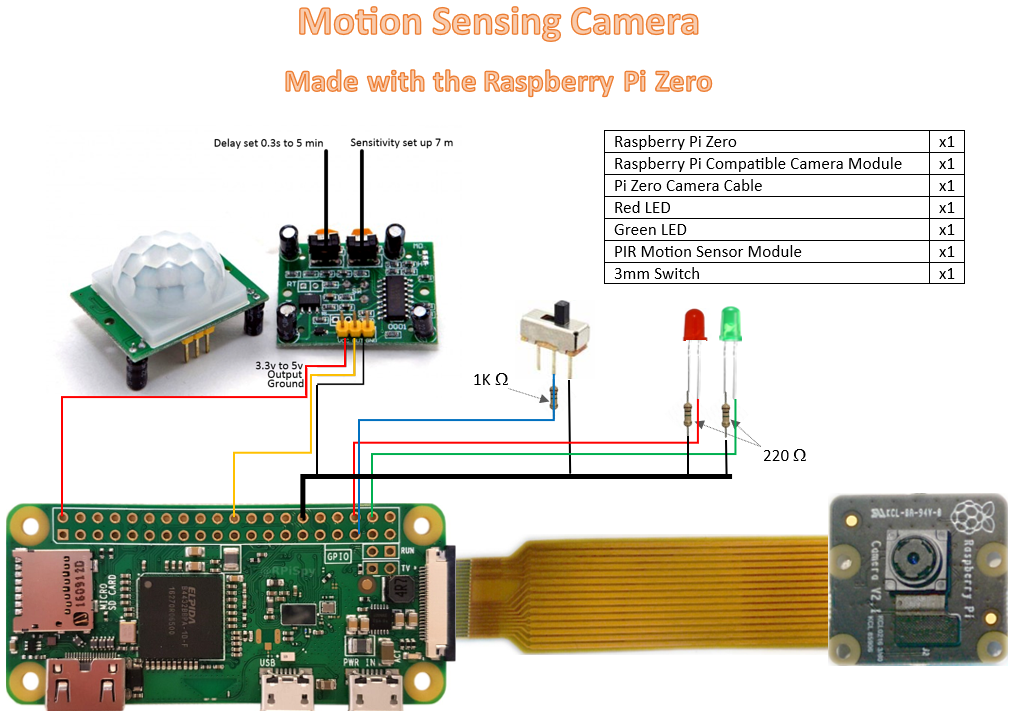 Motion Sensing Camera
Made with the Raspberry Pi Zero
Delay set 0.3s to 5 min
Sensitivity set up 7 m
Raspberry Pi Zero x1
Raspberry Pi Compatible Camera Module x1
Pi Zero Camera Cable x1
Red LED x1
Green LED x1
PIR Motion Sensor Module x1
3mm Switch x1
3.3v to 5v
Output
Ground
1K Ω
220 Ω
GPIO
RUN
TV
@RPiSpy
MICRO
SD CARD
160912D
ELPIDA
USB
PWR IN
Raspberry Pi
Camera V2.1